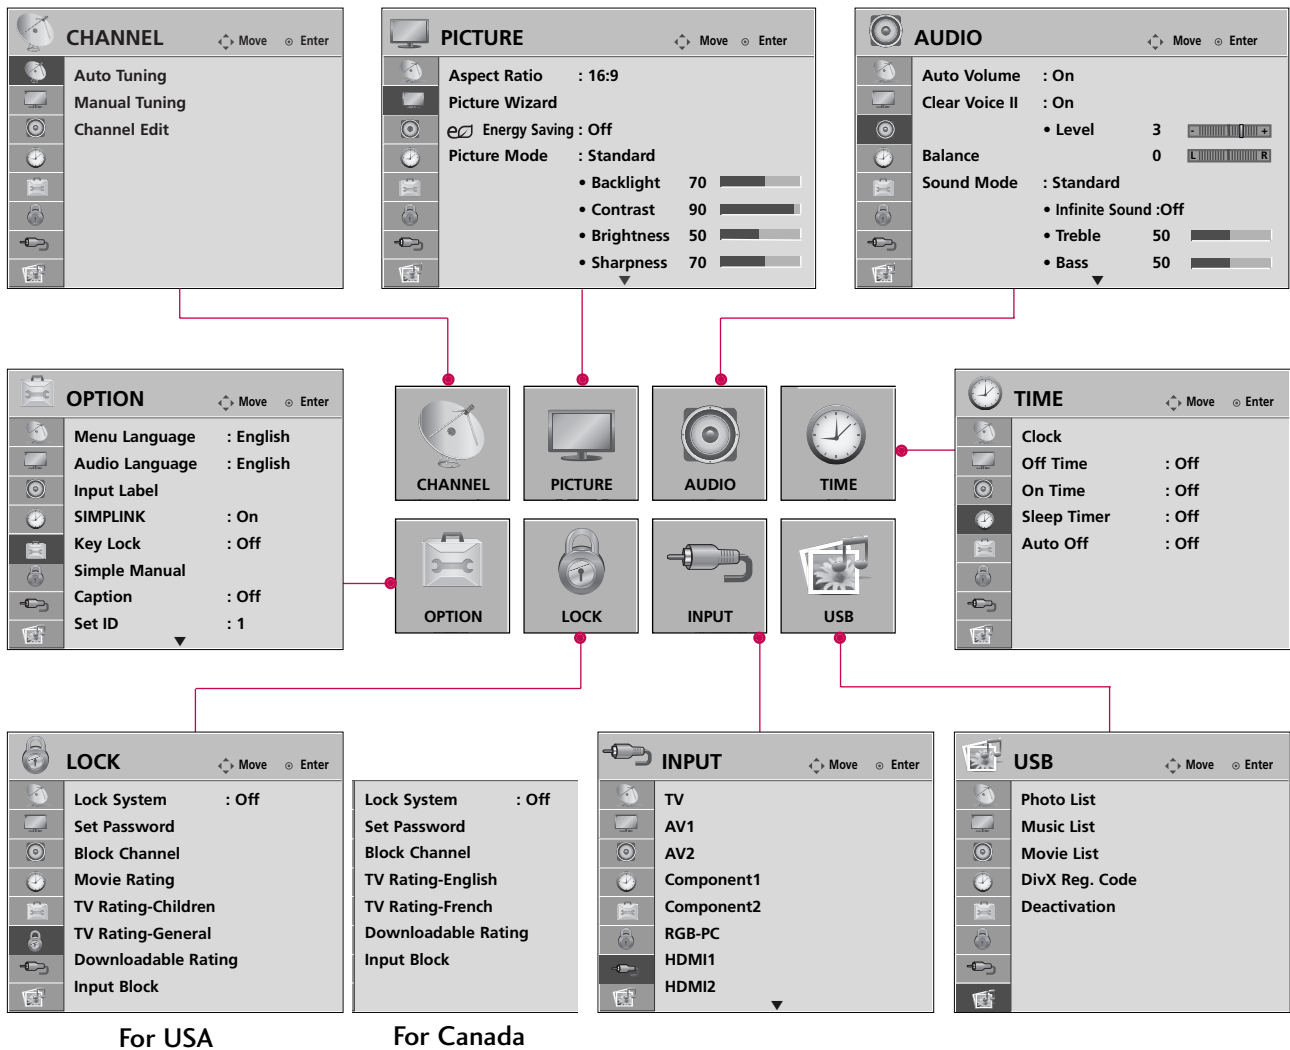 CHANNEL Move Enter
Auto Tuning
Manual Tuning
Channel Edit
PICTURE Move Enter
Aspect Ratio : 16:9
Picture Wizard
Energy Saving : Off
Picture Mode : Standard
• Backlight 70
• Contrast 90
• Brightness 50
• Sharpness 70
AUDIO Move Enter
Auto Volume : On
Clear Voice II : On
• Level 3 - +
Balance 0 L R
Sound Mode : Standard
• Infinite Sound :Off
• Treble 50
• Bass 50
OPTION Move Enter
Menu Language : English
Audio Language : English
Input Label
SIMPLINK : On
Key Lock : Off
Simple Manual
Caption : Off
Set ID : 1
CHANNEL
PICTURE
AUDIO
TIME
OPTION
LOCK
INPUT
USB
TIME Move Enter
Clock
Off Time : Off
On Time : Off
Sleep Timer : Off
Auto Off : Off
LOCK Move Enter
Lock System : Off
Set Password
Block Channel
Movie Rating
TV Rating-Children
TV Rating-General
Downloadable Rating
Input Block
For USA
Lock System : Off
Set Password
Block Channel
TV Rating-English
TV Rating-French
Downloadable Rating
Input Block
For Canada
INPUT Move Enter
TV
AV1
AV2
Component1
Component2
RGB-PC
HDMI1
HDMI2
USB Move Enter
Photo List
Music List
Movie List
DivX Reg. Code
Deactivation